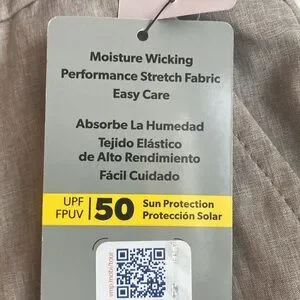 Moisture Wicking
Performance Stretch Fabric
Easy Care
Absorbe La Humedad
Tejido Elástico
de Alto Rendimiento
Fácil Cuidado
UPF
FPUV
50
Sun Protection
Protección Solar